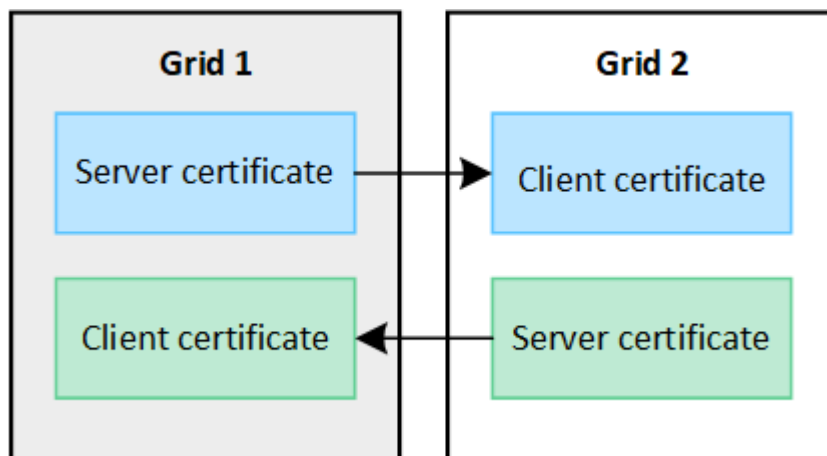 Grid 1
Grid 2
Server certificate
Client certificate
Client certificate
Server certificate